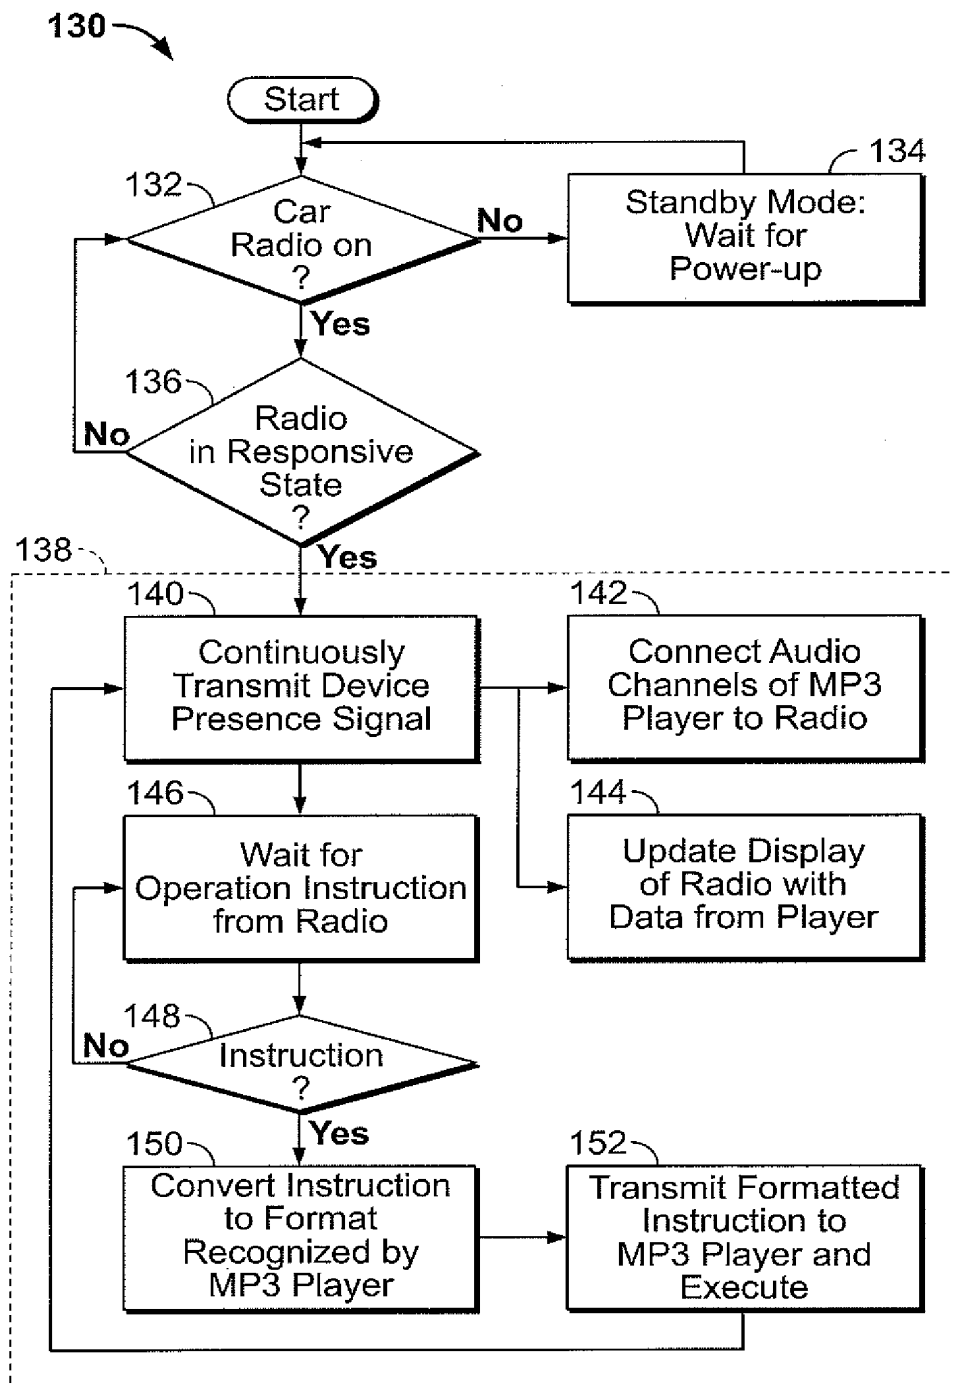 130
Start
132
Car
Radio on
?
No
134
Standby Mode:
Wait for
Power-up
Yes
136
Radio
in Responsive
State
?
No
Yes
138
140
Continuously
Transmit Device
Presence Signal
142
Connect Audio
Channels of MP3
Player to Radio
146
Wait for
Operation Instruction
from Radio
144
Update Display
of Radio with
Data from Player
148
Instruction
?
No
Yes
150
Convert Instruction
to Format
Recognized by
MP3 Player
152
Transmit Formatted
Instruction to
MP3 Player and
Execute